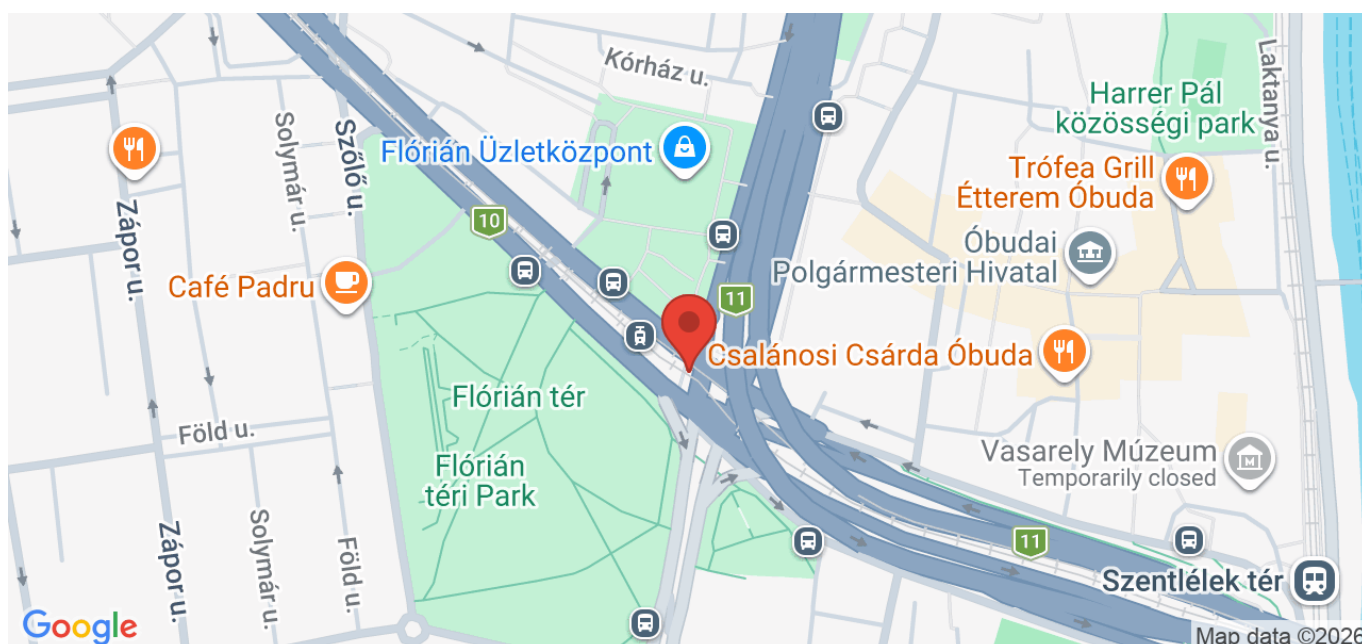 Kórház u.
Laktanya u.
Harrer Pál
közösségi park
Flórián Üzletközpont
Trófea Grill
Étterem Óbuda
Solymár u.
Szőlő u.
Zápor u.
10
Óbudai
Polgármesteri Hivatal
Café Padru
11
Csalánosi Csárda Óbuda
Flórián tér
Föld u.
Flórián
téri Park
Vasarely Múzeum
Temporarily closed
Zápor u.
Solymár u.
Föld u.
11
Szentlélek tér
Google
Map data ©2026